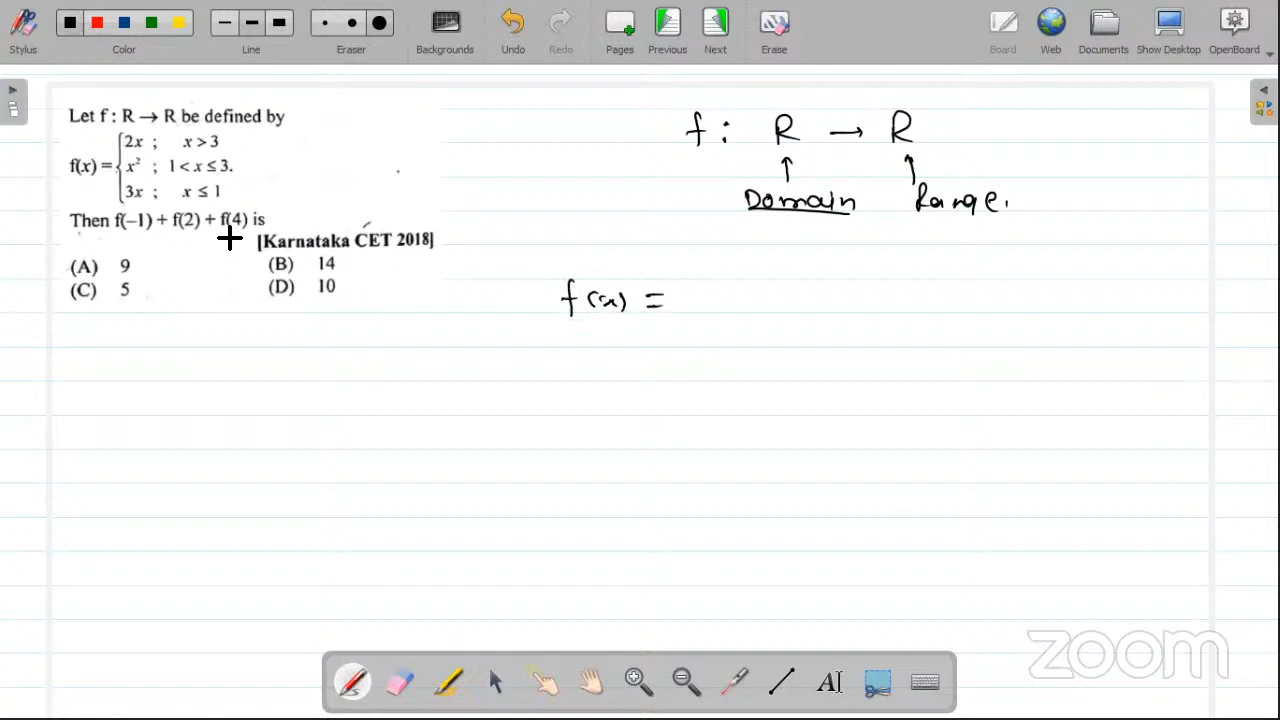 Stylus
Color
Line
Eraser
Backgrounds
Undo
Redo
Pages
Previous
Next
Erase
Board
Web
Documents
Show Desktop
OpenBoard
Let f : R → R be defined by
f(x) = { 2x ; x > 3
x² ; 1 < x ≤ 3.
3x ; x ≤ 1
Then f(–1) + f(2) + f(4) is
[Karnataka CET 2018]
(A) 9 (B) 14
(C) 5 (D) 10
f : R → R
↑ ↑
Domain Range.
f(x) =
zoom
AI